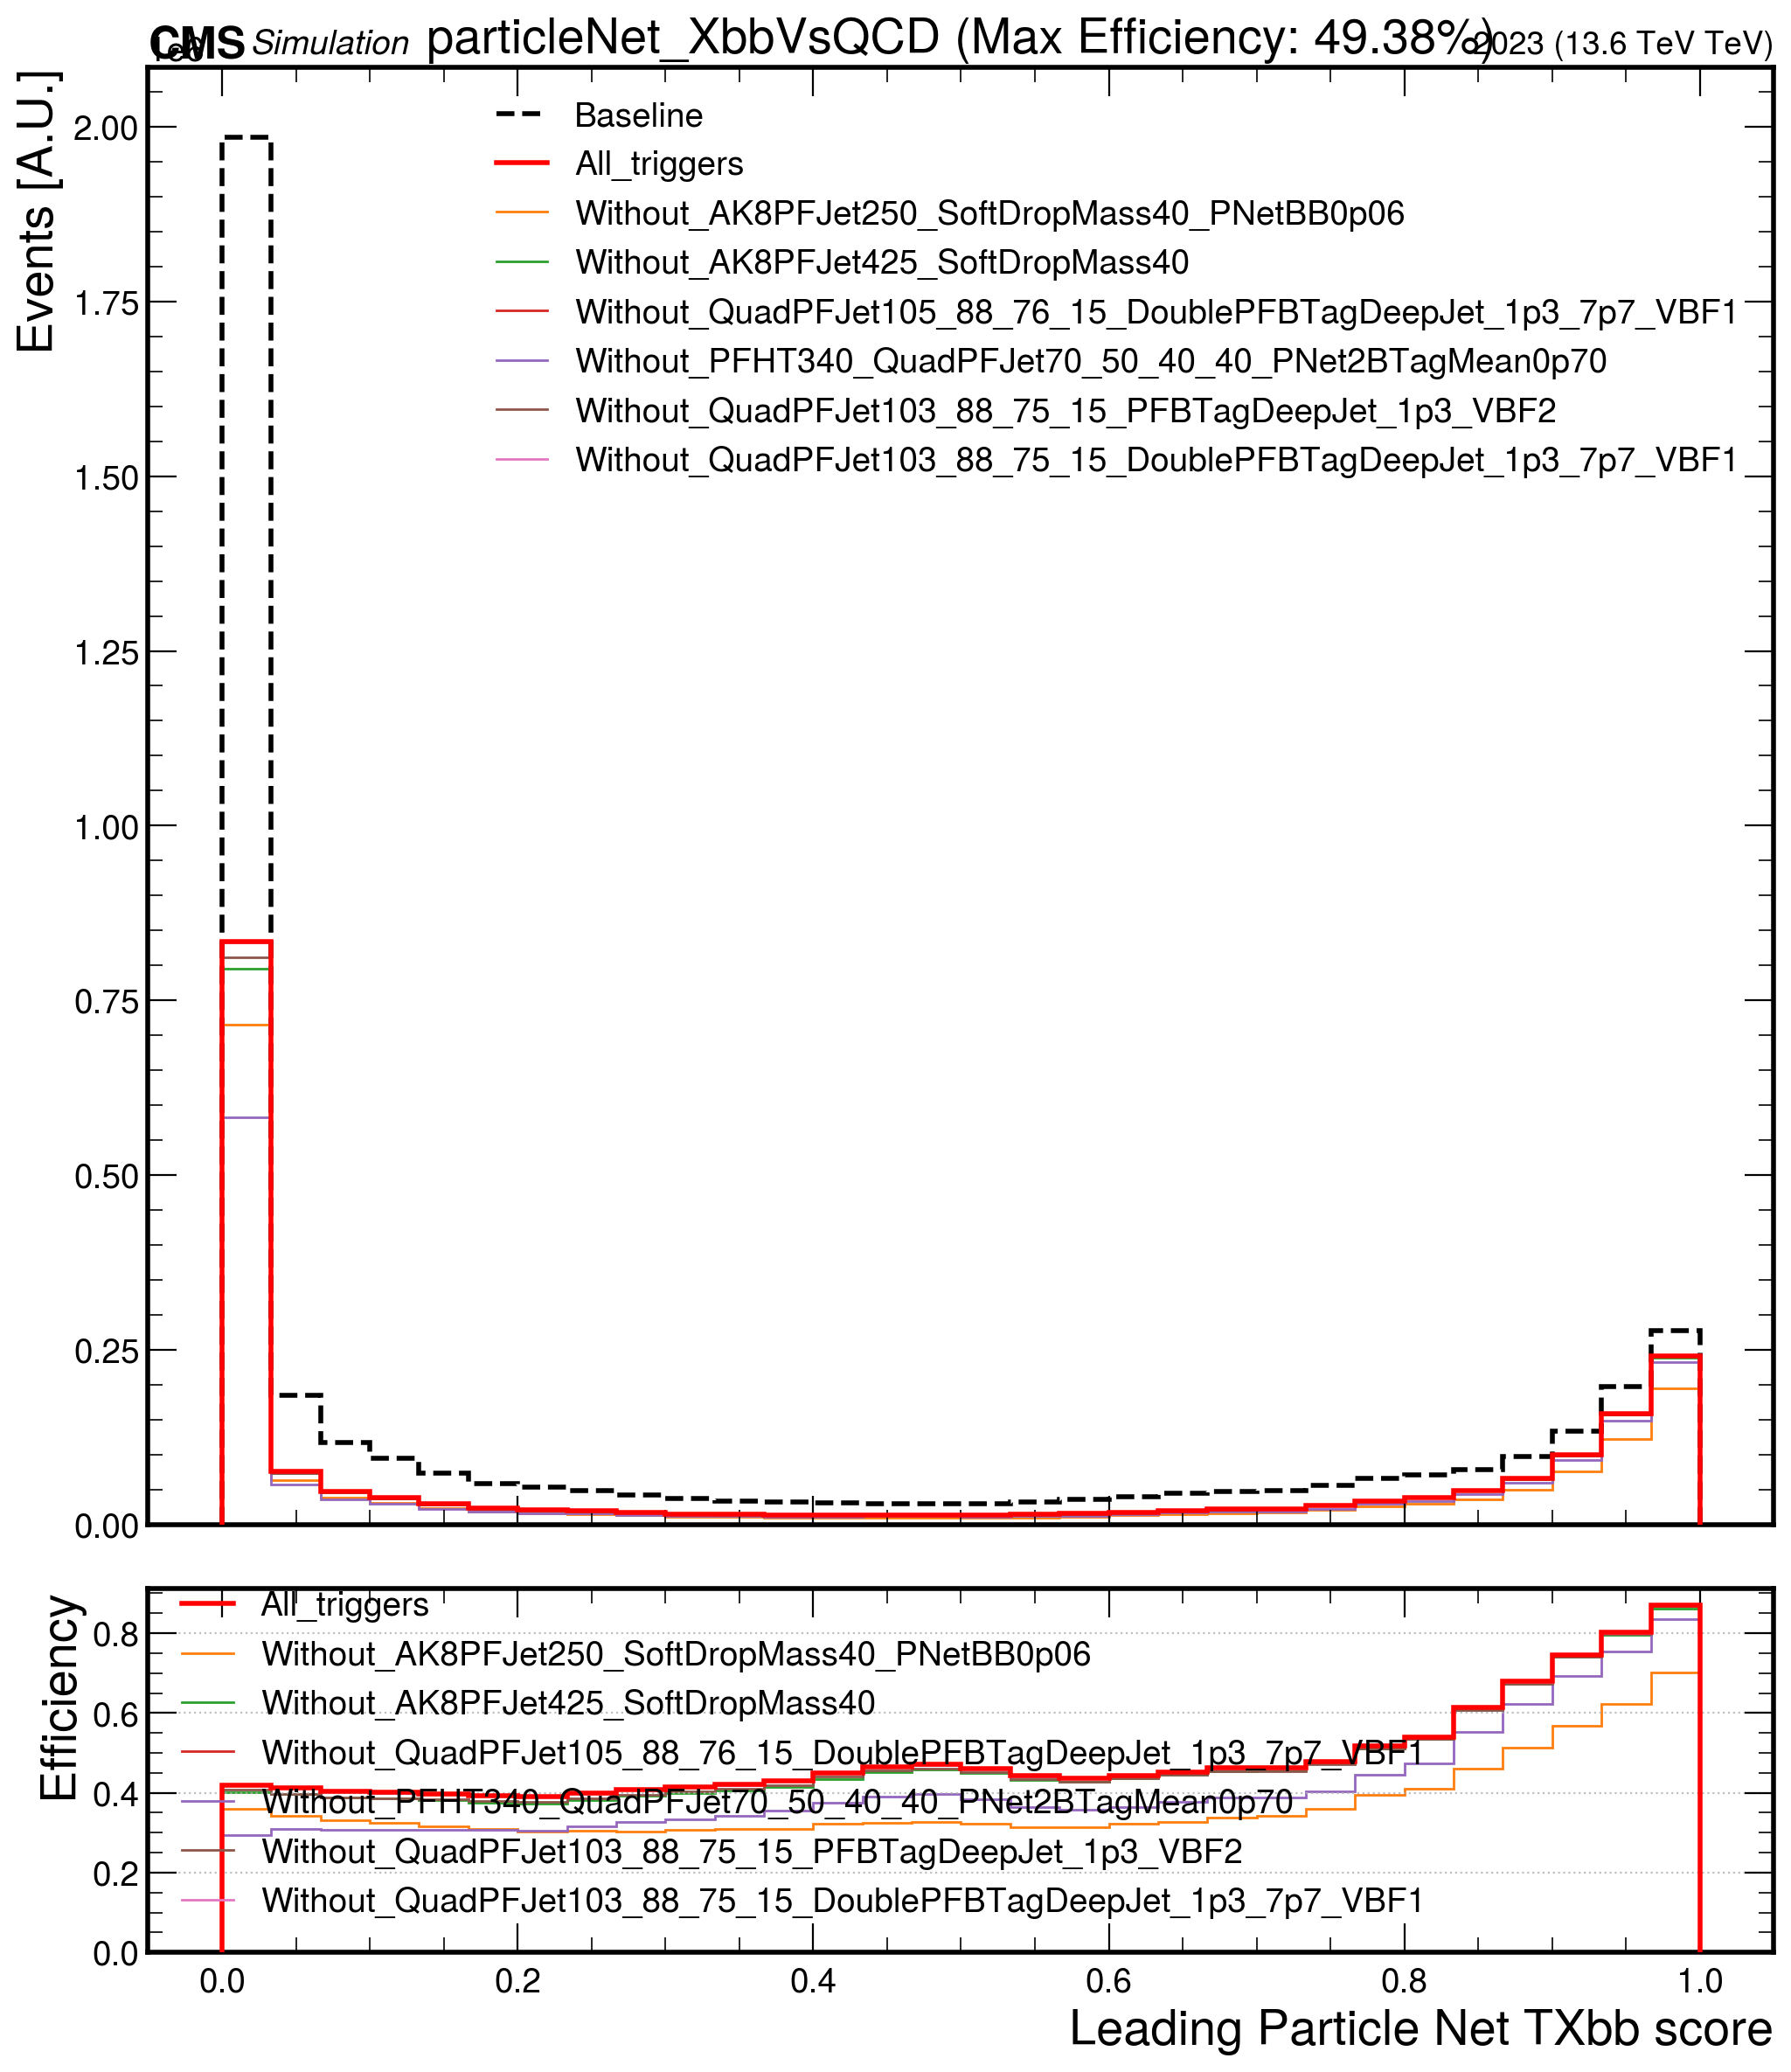 CMS Simulation particleNet_XbbVsQCD (Max Efficiency: 49.38%) 2023 (13.6 TeV TeV)
Events [A.U.]
2.00
1.75
1.50
1.25
1.00
0.75
0.50
0.25
0.00
Baseline
All_triggers
Without_AK8PFJet250_SoftDropMass40_PNetBB0p06
Without_AK8PFJet425_SoftDropMass40
Without_QuadPFJet105_88_76_15_DoublePFBTagDeepJet_1p3_7p7_VBF1
Without_PFHT340_QuadPFJet70_50_40_40_PNet2BTagMean0p70
Without_QuadPFJet103_88_75_15_PFBTagDeepJet_1p3_VBF2
Without_QuadPFJet103_88_75_15_DoublePFBTagDeepJet_1p3_7p7_VBF1
Efficiency
0.8
0.6
0.4
0.2
0.0
All_triggers
Without_AK8PFJet250_SoftDropMass40_PNetBB0p06
Without_AK8PFJet425_SoftDropMass40
Without_QuadPFJet105_88_76_15_DoublePFBTagDeepJet_1p3_7p7_VBF1
Without_PFHT340_QuadPFJet70_50_40_40_PNet2BTagMean0p70
Without_QuadPFJet103_88_75_15_PFBTagDeepJet_1p3_VBF2
Without_QuadPFJet103_88_75_15_DoublePFBTagDeepJet_1p3_7p7_VBF1
0.0 0.2 0.4 0.6 0.8 1.0
Leading Particle Net TXbb score